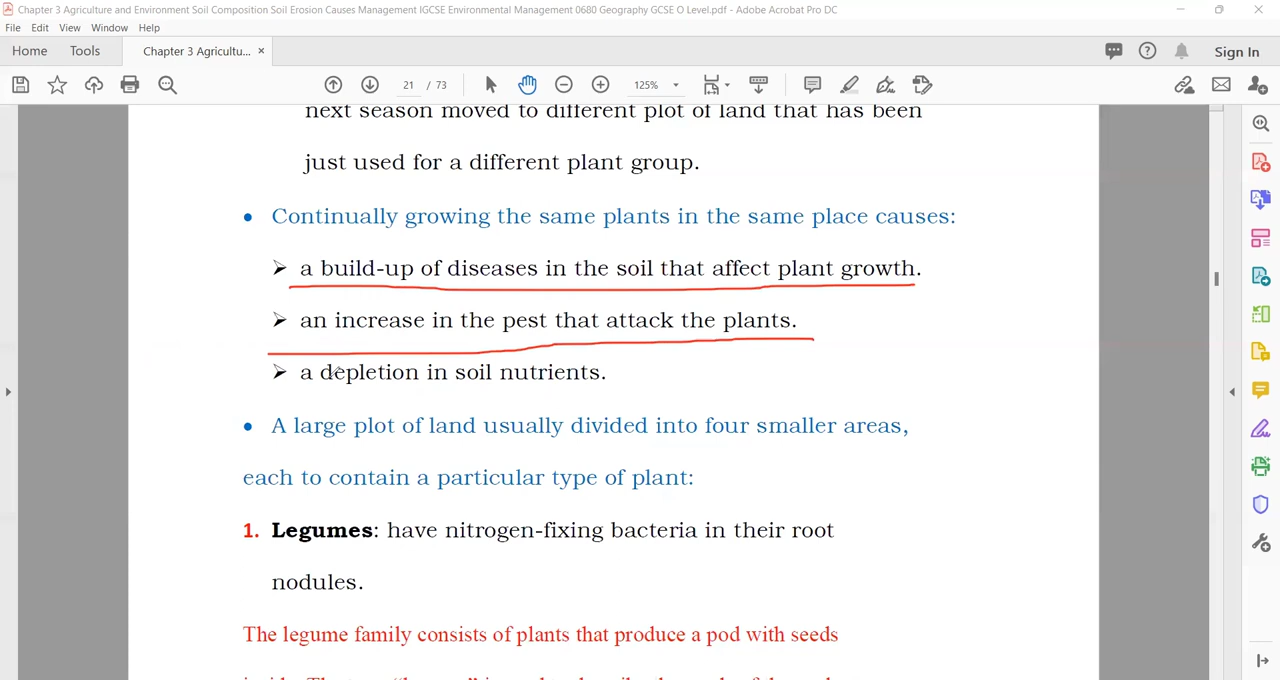 Chapter 3 Agriculture and Environment Soil Composition Soil Erosion Causes Management IGCSE Environmental Management 0680 Geography GCSE O Level.pdf - Adobe Acrobat Pro DC
File Edit View Window Help
Home Tools Chapter 3 Agricultu... × Sign In
21 / 73 125%
next season moved to different plot of land that has been
just used for a different plant group.
• Continually growing the same plants in the same place causes:
➢ a build-up of diseases in the soil that affect plant growth.
➢ an increase in the pest that attack the plants.
➢ a depletion in soil nutrients.
• A large plot of land usually divided into four smaller areas,
each to contain a particular type of plant:
1. Legumes: have nitrogen-fixing bacteria in their root
nodules.
The legume family consists of plants that produce a pod with seeds